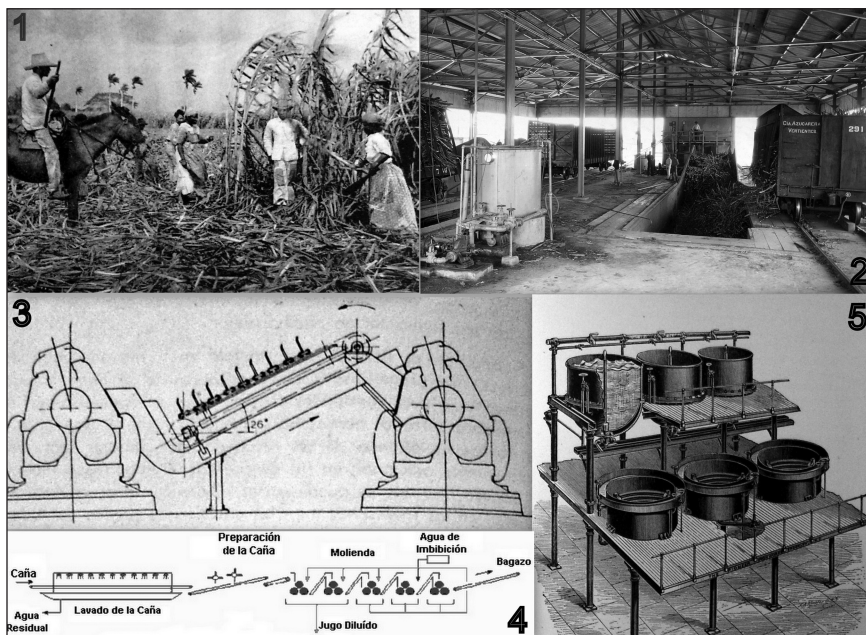 1
CIA AZUCARERA
VERTIENTES
291
2
3
26°
5
Preparación
de la Caña
Molienda
Agua de
Imbibición
Bagazo
Caña
Lavado de la Caña
Agua
Residual
Jugo Diluído
4